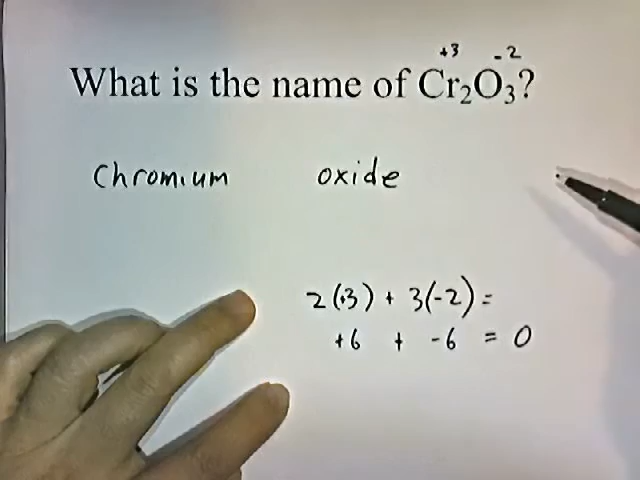 +3 -2
What is the name of Cr₂O₃?
Chromium oxide
2(+3) + 3(-2) =
+6 + -6 = 0